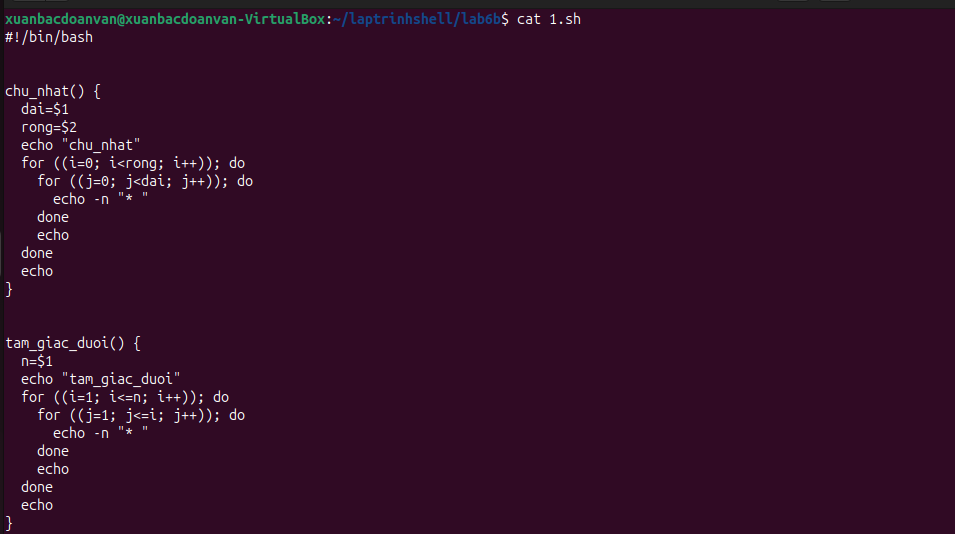 xuanbacdoanvan@xuanbacdoanvan-VirtualBox:~/laptrinhshell/lab6b$ cat 1.sh
#!/bin/bash
chu_nhat() {
  dai=$1
  rong=$2
  echo "chu_nhat"
  for ((i=0; i<rong; i++)); do
    for ((j=0; j<dai; j++)); do
      echo -n "* "
    done
    echo
  done
  echo
}
tam_giac_duoi() {
  n=$1
  echo "tam_giac_duoi"
  for ((i=1; i<=n; i++)); do
    for ((j=1; j<=i; j++)); do
      echo -n "* "
    done
    echo
  done
  echo
}